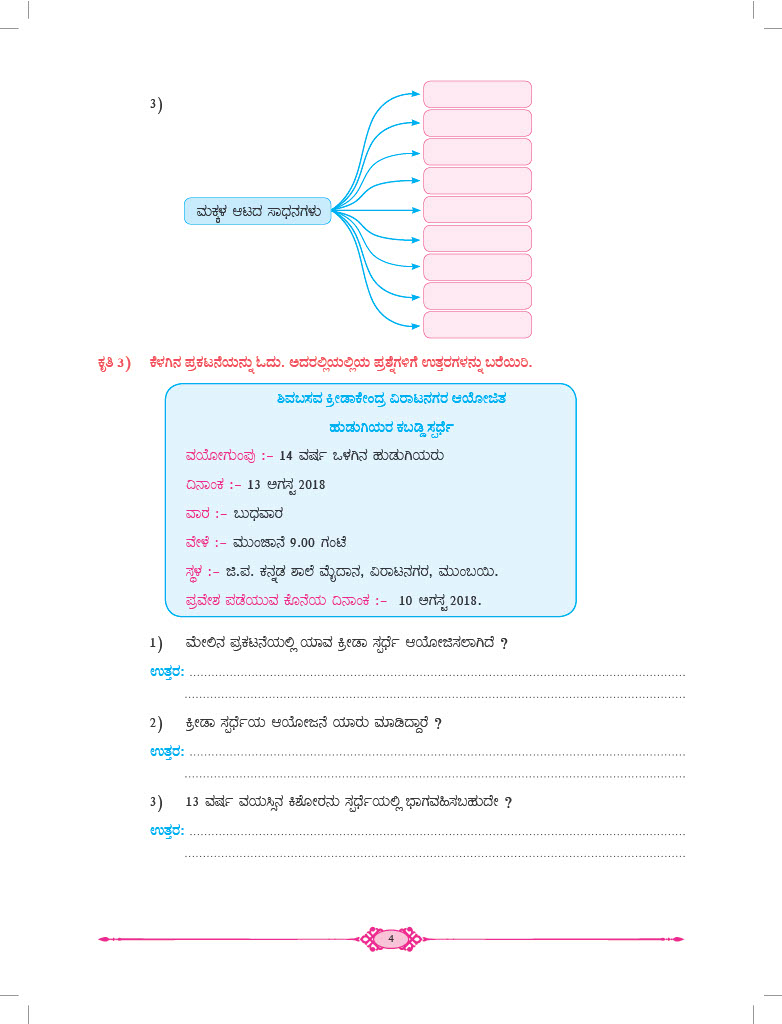 3)
ಮಕ್ಕಳ ಆಟದ ಸಾಧನಗಳು
ಕೃತಿ 3) ಕೆಳಗಿನ ಪ್ರಕಟನೆಯನ್ನು ಓದು. ಅದರಲ್ಲಿಯಲ್ಲಿಯ ಪ್ರಶ್ನೆಗಳಿಗೆ ಉತ್ತರಗಳನ್ನು ಬರೆಯಿರಿ.
ಶಿವಬಸವ ಕ್ರೀಡಾಕೇಂದ್ರ ವಿರಾಟನಗರ ಆಯೋಜಿತ
ಹುಡುಗಿಯರ ಕಬಡ್ಡಿ ಸ್ಪರ್ಧೆ
ವಯೋಗುಂಪು :– 14 ವರ್ಷ ಒಳಗಿನ ಹುಡುಗಿಯರು
ದಿನಾಂಕ :– 13 ಅಗಸ್ಟ 2018
ವಾರ :– ಬುಧವಾರ
ವೇಳೆ :– ಮುಂಜಾನೆ 9.00 ಗಂಟೆ
ಸ್ಥಳ :– ಜಿ.ಪ. ಕನ್ನಡ ಶಾಲೆ ಮೈದಾನ, ವಿರಾಟನಗರ, ಮುಂಬಯಿ.
ಪ್ರವೇಶ ಪಡೆಯುವ ಕೊನೆಯ ದಿನಾಂಕ :– 10 ಅಗಸ್ಟ 2018.
1) ಮೇಲಿನ ಪ್ರಕಟನೆಯಲ್ಲಿ ಯಾವ ಕ್ರೀಡಾ ಸ್ಪರ್ಧೆ ಆಯೋಜಿಸಲಾಗಿದೆ ?
ಉತ್ತರ: ..............................................................................................................
..............................................................................................................
2) ಕ್ರೀಡಾ ಸ್ಪರ್ಧೆಯ ಆಯೋಜನೆ ಯಾರು ಮಾಡಿದ್ದಾರೆ ?
ಉತ್ತರ: ..............................................................................................................
..............................................................................................................
3) 13 ವರ್ಷ ವಯಸ್ಸಿನ ಕಿಶೋರನು ಸ್ಪರ್ಧೆಯಲ್ಲಿ ಭಾಗವಹಿಸಬಹುದೇ ?
ಉತ್ತರ: ..............................................................................................................
..............................................................................................................
4